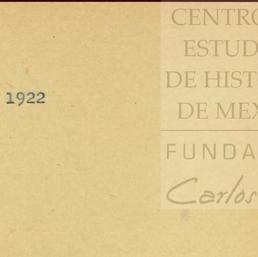 CENTRO
ESTUD
DE HIST
DE MEX
FUNDA
Carlos
1922